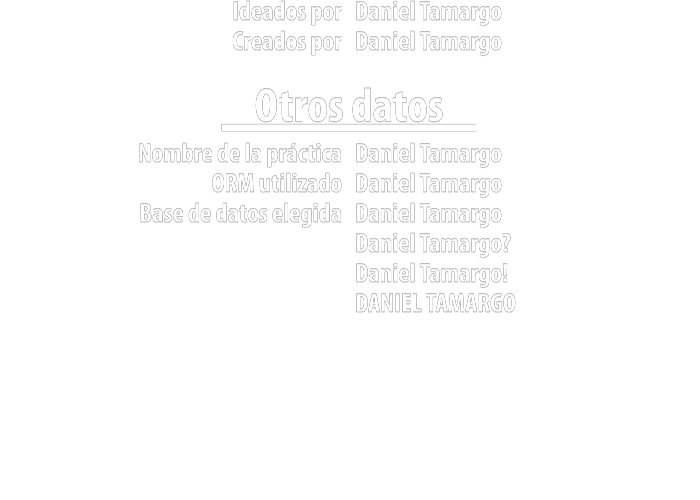 Ideados por Daniel Tamargo
Creados por Daniel Tamargo
Otros datos
Nombre de la práctica Daniel Tamargo
ORM utilizado Daniel Tamargo
Base de datos elegida Daniel Tamargo
Daniel Tamargo?
Daniel Tamargo!
DANIEL TAMARGO